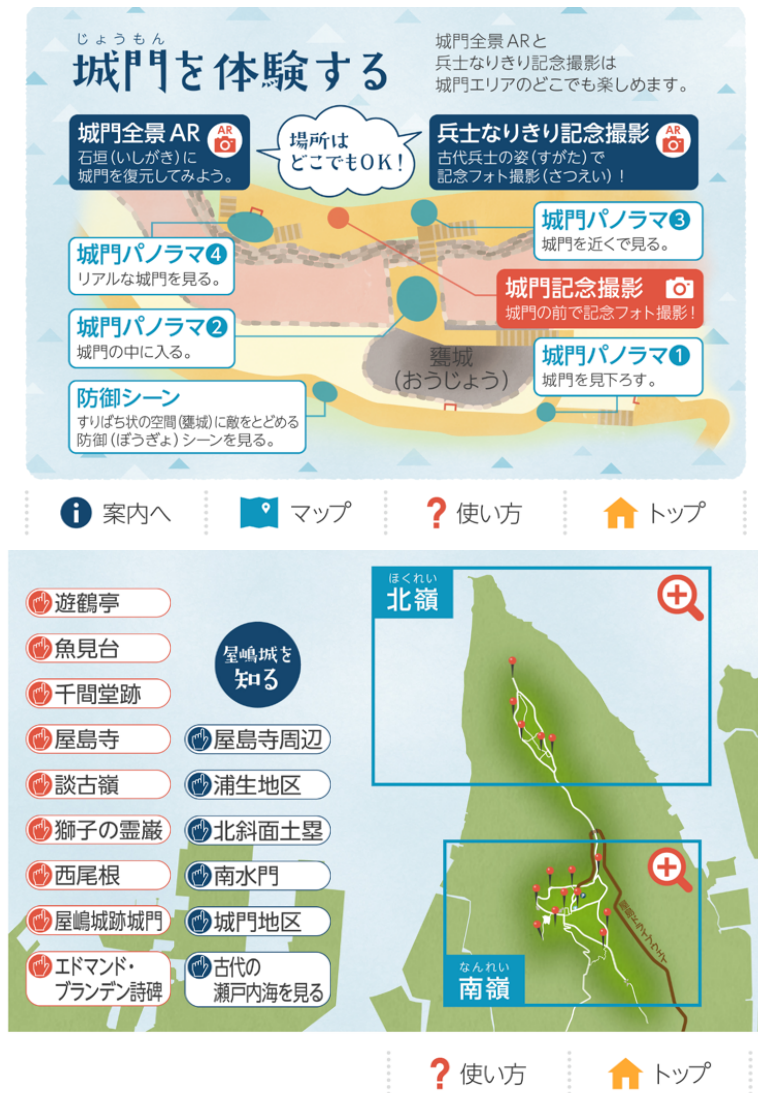 じょうもん
城門を体験する
城門全景ARと
兵士なりきり記念撮影は
城門エリアのどこでも楽しめます。
城門全景AR
AR
石垣(いしがき)に
城門を復元してみよう。
場所は
どこでもOK!
兵士なりきり記念撮影
AR
古代兵士の姿(すがた)で
記念フォト撮影(さつえい)!
城門パノラマ❹
リアルな城門を見る。
城門パノラマ❸
城門を近くで見る。
城門記念撮影
城門の前で記念フォト撮影!
城門パノラマ❷
城門の中に入る。
甕城
(おうじょう)
城門パノラマ❶
城門を見下ろす。
防御シーン
すりばち状の空間(甕城)に敵をとどめる
防御(ぼうぎょ)シーンを見る。
案内へ
マップ
使い方
トップ
遊鶴亭
魚見台
千間堂跡
屋島寺
談古嶺
獅子の霊巌
西尾根
屋嶋城跡城門
エドマンド・
ブランデン詩碑
屋嶋城を
知る
屋島寺周辺
浦生地区
北斜面土塁
南水門
城門地区
古代の
瀬戸内海を見る
ほくれい
北嶺
屋島ドライブウェイ
なんれい
南嶺
使い方
トップ